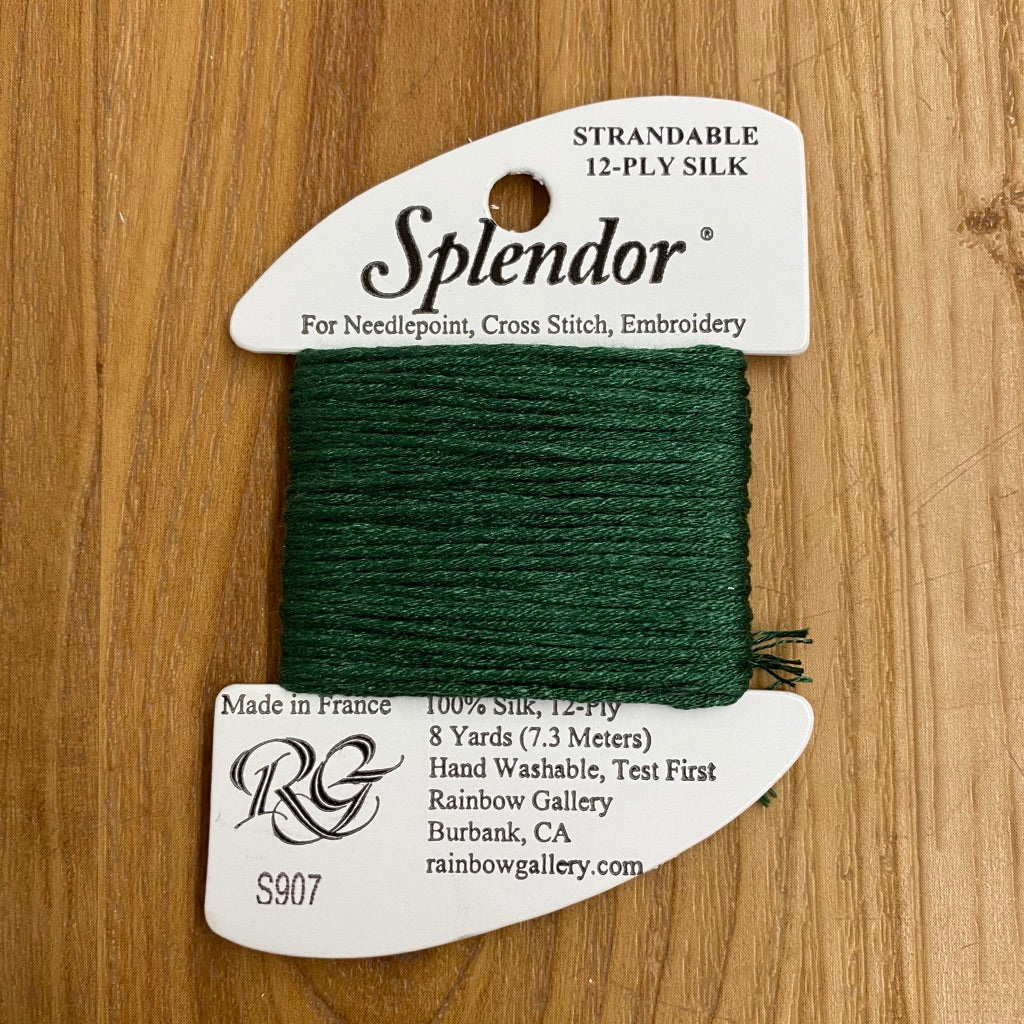 STRANDABLE
12-PLY SILK
Splendor®
For Needlepoint, Cross Stitch, Embroidery
Made in France
100% Silk, 12-Ply
8 Yards (7.3 Meters)
Hand Washable, Test First
Rainbow Gallery
Burbank, CA
rainbowgallery.com
RG
S907